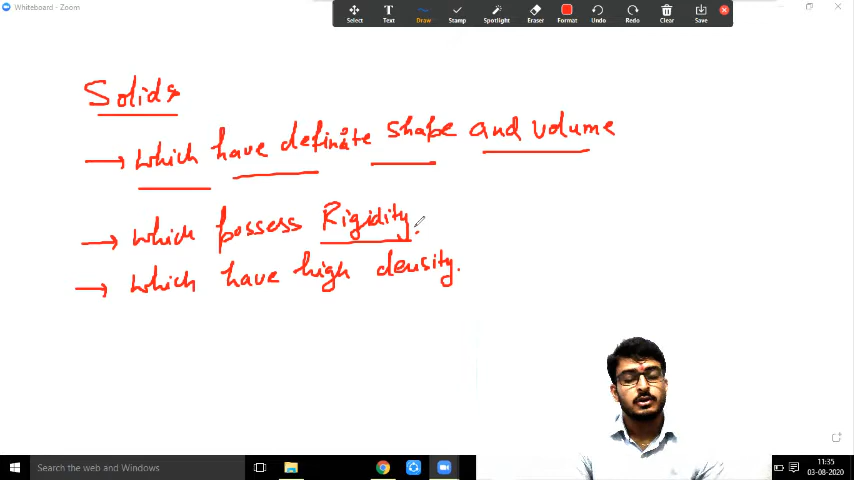 Whiteboard - Zoom
Select Text Draw Stamp Spotlight Eraser Format Undo Redo Clear Save
Solids
→ which have definite shape and volume
→ which possess Rigidity.
→ which have high density.
Search the web and Windows
11:35
03-08-2020